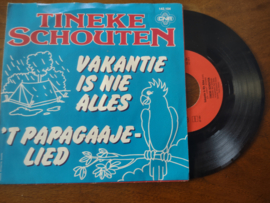 TINEKE
SCHOUTEN
CNR
VAKANTIE
IS NIE
ALLES
'T PAPAGAAJE-
LIED